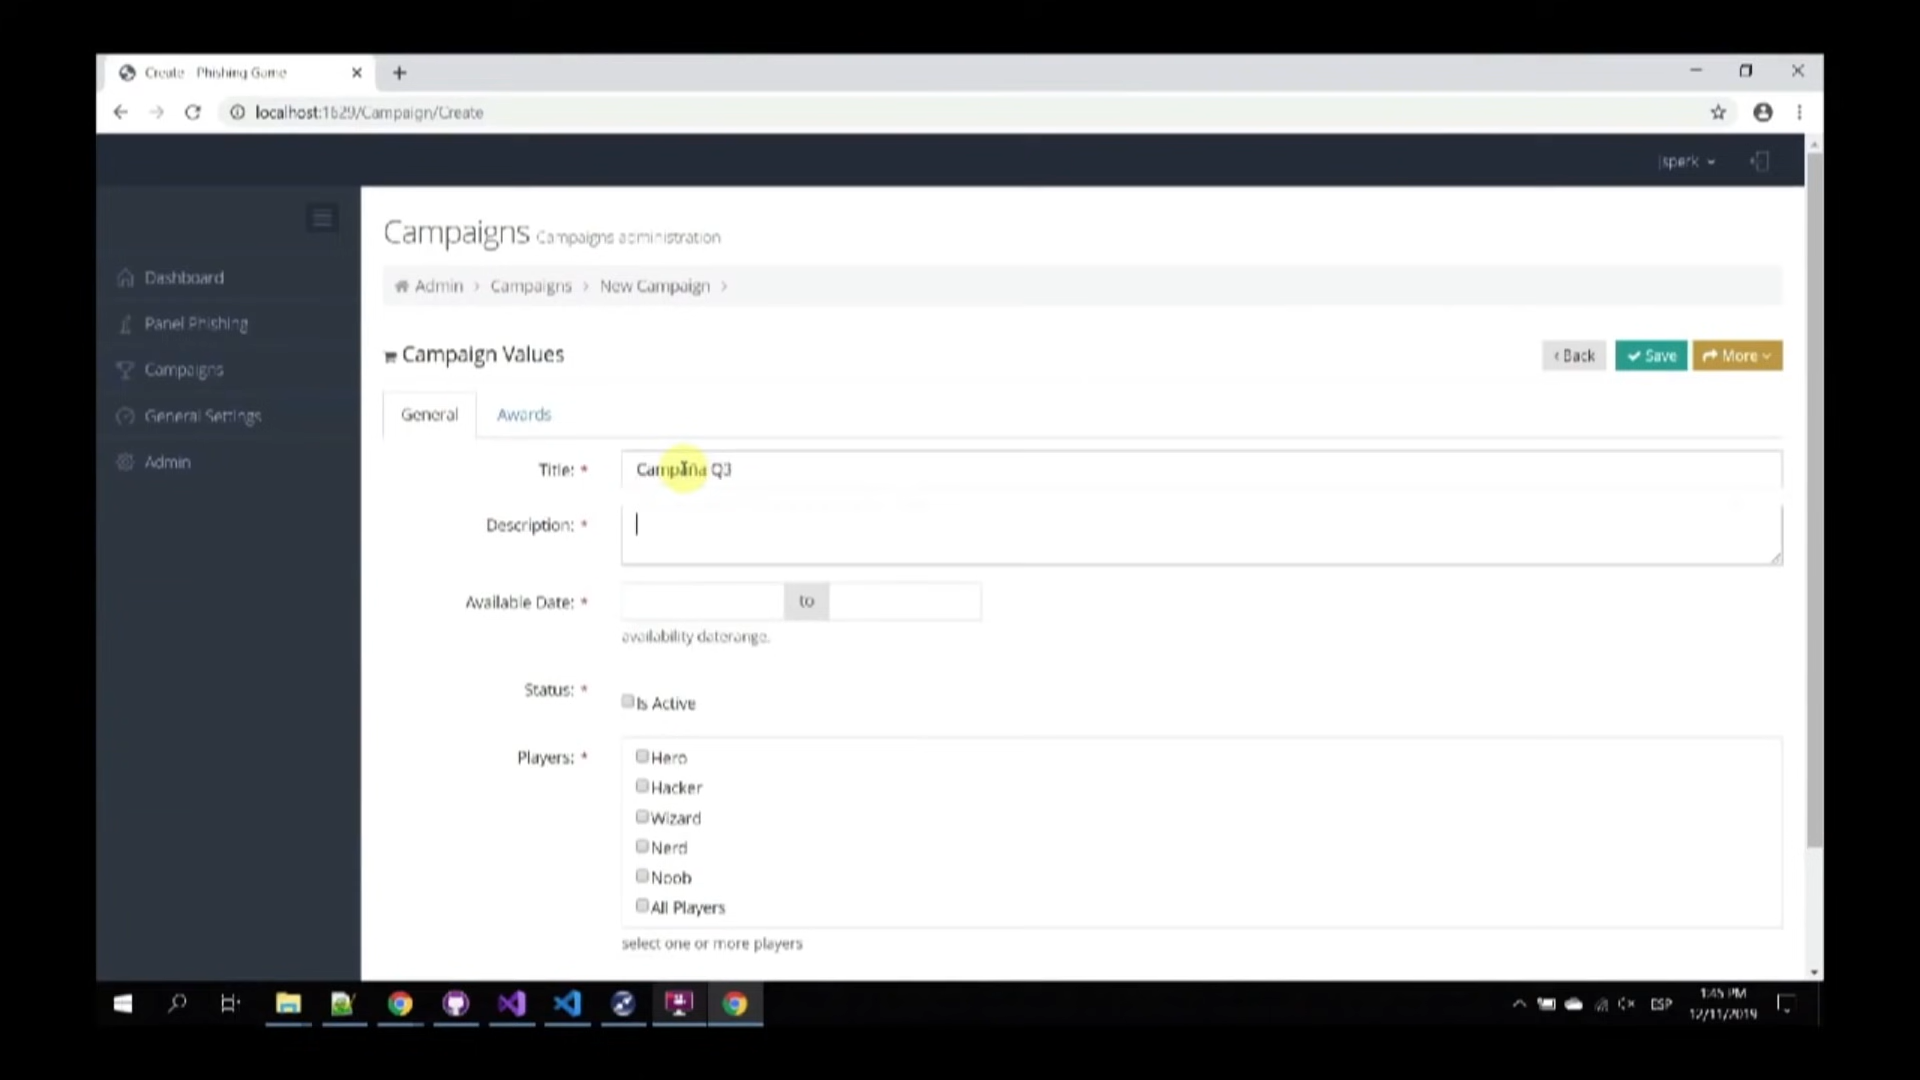 Create Phishing Game
localhost:1629/Campaign/Create
jsperk
Campaigns Campaigns administration
Admin > Campaigns > New Campaign >
Dashboard
Panel Phishing
Campaigns
General Settings
Admin
Campaign Values
‹ Back
Save
More
General
Awards
Title: *
Campaña Q3
Description: *
Available Date: *
to
availability daterange.
Status: *
Is Active
Players: *
Hero
Hacker
Wizard
Nerd
Noob
All Players
select one or more players
ESP
1:45 PM
12/11/2019